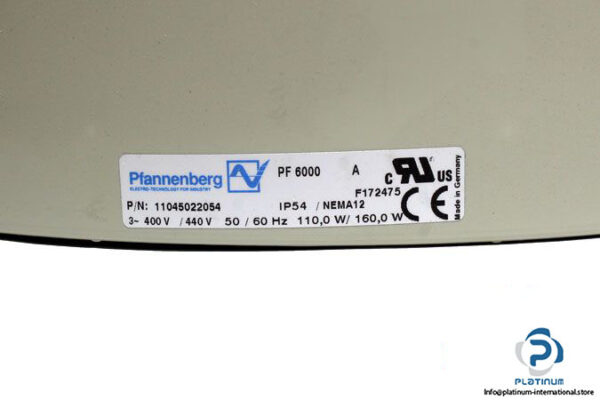 Pfannenberg
ELECTRO-TECHNOLOGY FOR INDUSTRY
PF 6000 A
F172475
P/N: 11045022054 IP54 / NEMA12
3~ 400 V / 440 V 50 / 60 Hz 110,0 W/ 160,0 W
C RU US
CE
Made in Germany
PLATINUM
Info@platinum-international.store